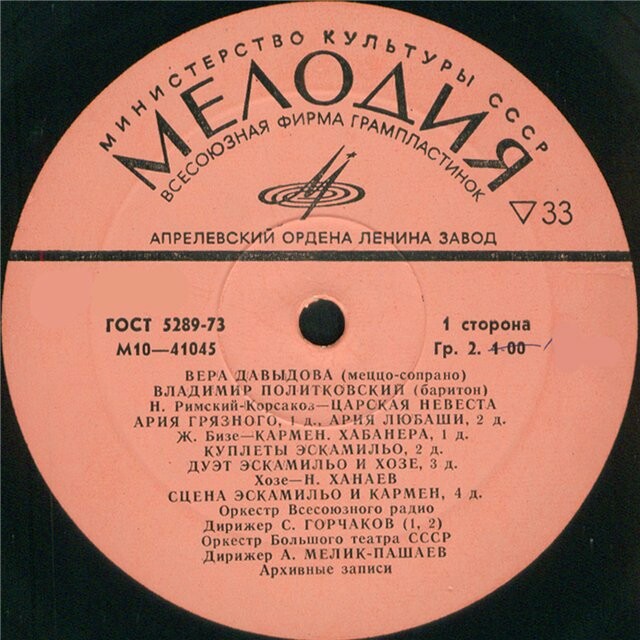 МИНИСТЕРСТВО КУЛЬТУРЫ СССР
МЕЛОДИЯ
ВСЕСОЮЗНАЯ ФИРМА ГРАМПЛАСТИНОК
▽33
АПРЕЛЕВСКИЙ ОРДЕНА ЛЕНИНА ЗАВОД
ГОСТ 5289-73
М10—41045
1 сторона
Гр. 2. 1-00
ВЕРА ДАВЫДОВА (меццо-сопрано)
ВЛАДИМИР ПОЛИТКОВСКИЙ (баритон)
Н. Римский-Корсаков—ЦАРСКАЯ НЕВЕСТА
АРИЯ ГРЯЗНОГО, 1 д., АРИЯ ЛЮБАШИ, 2 д.
Ж. Бизе—КАРМЕН. ХАБАНЕРА, 1 д.
КУПЛЕТЫ ЭСКАМИЛЬО, 2 д.
ДУЭТ ЭСКАМИЛЬО И ХОЗЕ, 3 д.
Хозе—Н. ХАНАЕВ
СЦЕНА ЭСКАМИЛЬО И КАРМЕН, 4 д.
Оркестр Всесоюзного радио
Дирижер С. ГОРЧАКОВ (1, 2)
Оркестр Большого театра СССР
Дирижер А. МЕЛИК-ПАШАЕВ
Архивные записи